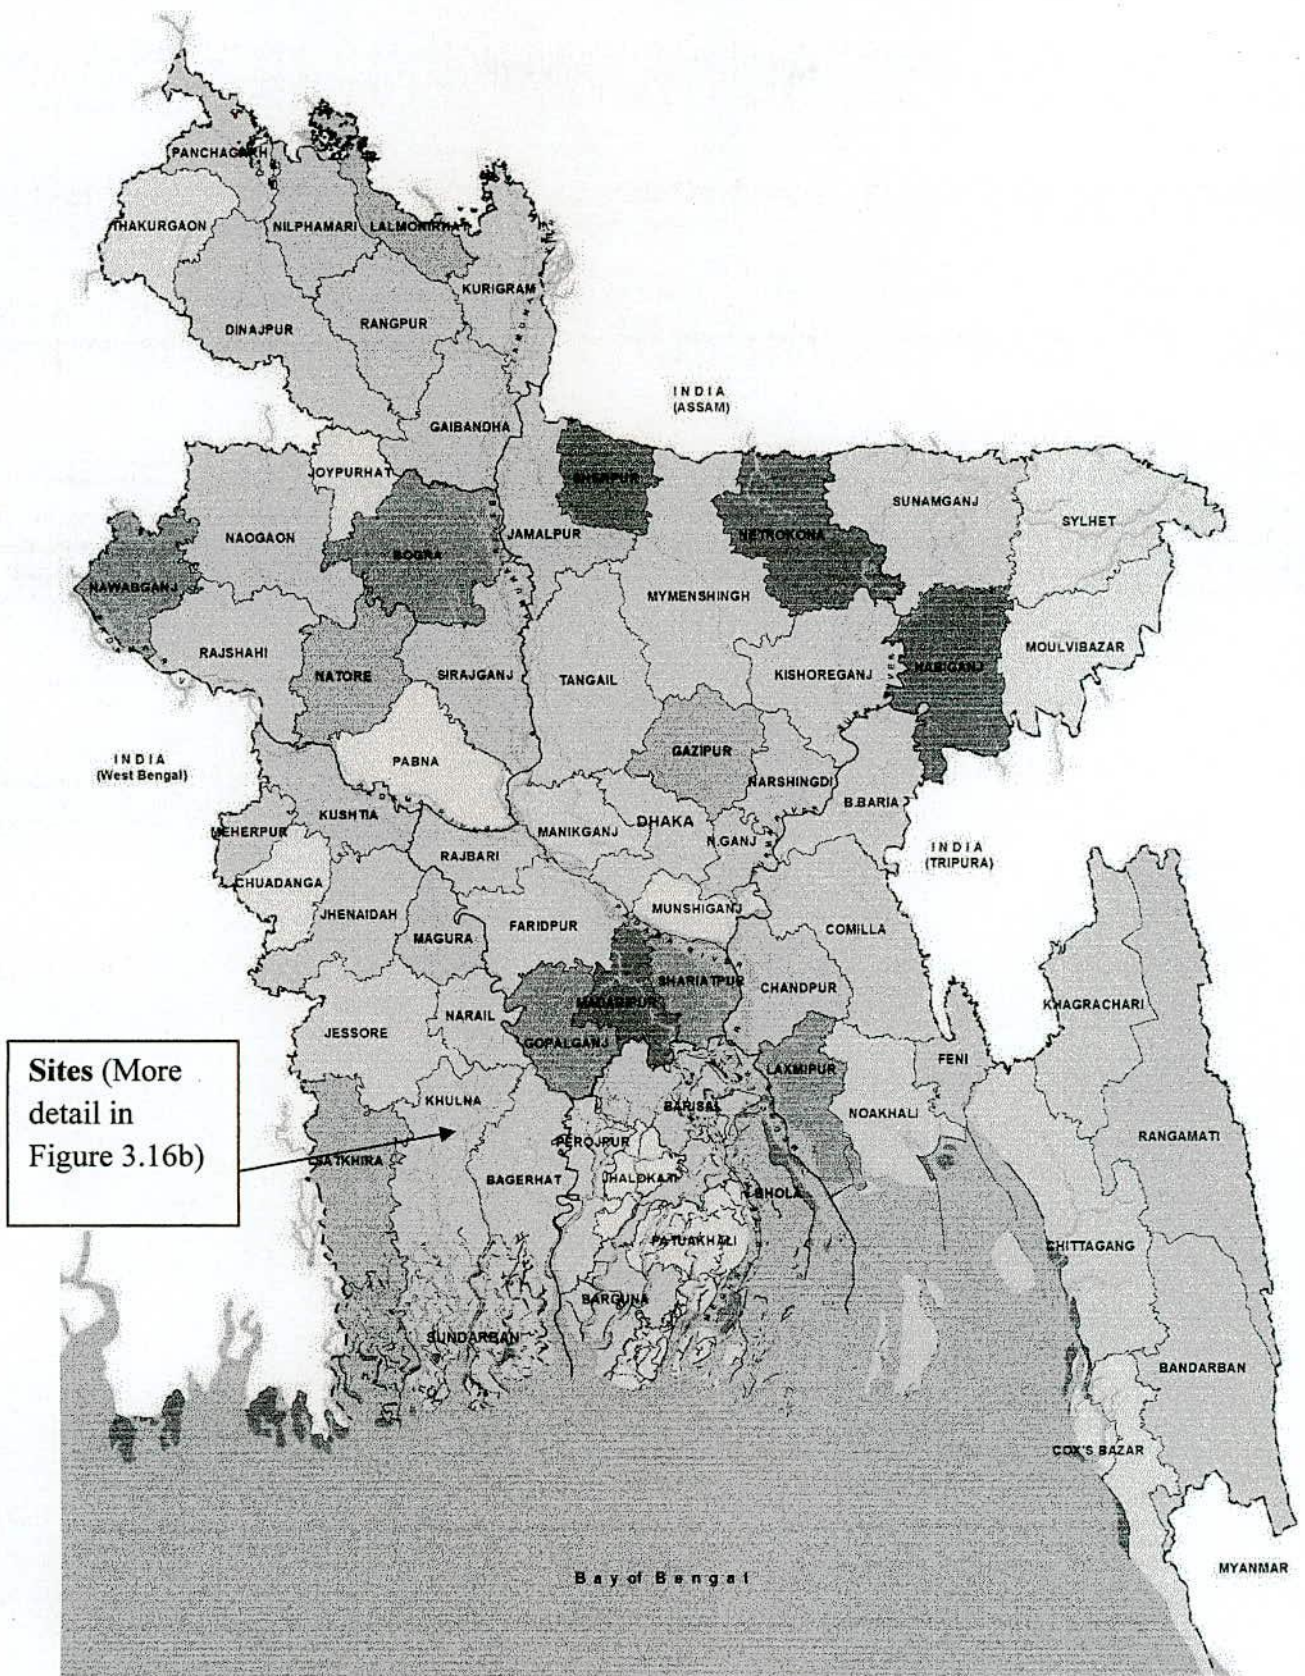 PANCHAGARH
THAKURGAON
NILPHAMARI
LALMONIRHAT
KURIGRAM
DINAJPUR
RANGPUR
INDIA
(ASSAM)
GAIBANDHA
JOYPURHAT
SHERPUR
SUNAMGANJ
SYLHET
NAOGAON
BOGRA
JAMALPUR
NETROKONA
NAWABGANJ
MYMENSHINGH
RAJSHAHI
NATORE
SIRAJGANJ
TANGAIL
KISHOREGANJ
HABIGANJ
MOULVIBAZAR
INDIA
(West Bengal)
PABNA
GAZIPUR
NARSHINGDI
B.BARIA
KUSHTIA
MEHERPUR
RAJBARI
MANIKGANJ
DHAKA
N.GANJ
INDIA
(TRIPURA)
CHUADANGA
JHENAIDAH
MAGURA
FARIDPUR
MUNSHIGANJ
COMILLA
SHARIATPUR
CHANDPUR
MADARIPUR
KHAGRACHARI
JESSORE
NARAIL
GOPALGANJ
LAXMIPUR
FENI
Sites (More
detail in
Figure 3.16b)
KHULNA
BARISAL
NOAKHALI
SATKHIRA
BAGERHAT
PEROJPUR
JHALOKATI
BHOLA
RANGAMATI
PATUAKHALI
CHITTAGANG
BARGUNA
SUNDARBAN
BANDARBAN
COX'S BAZAR
Bay of Bengal
MYANMAR